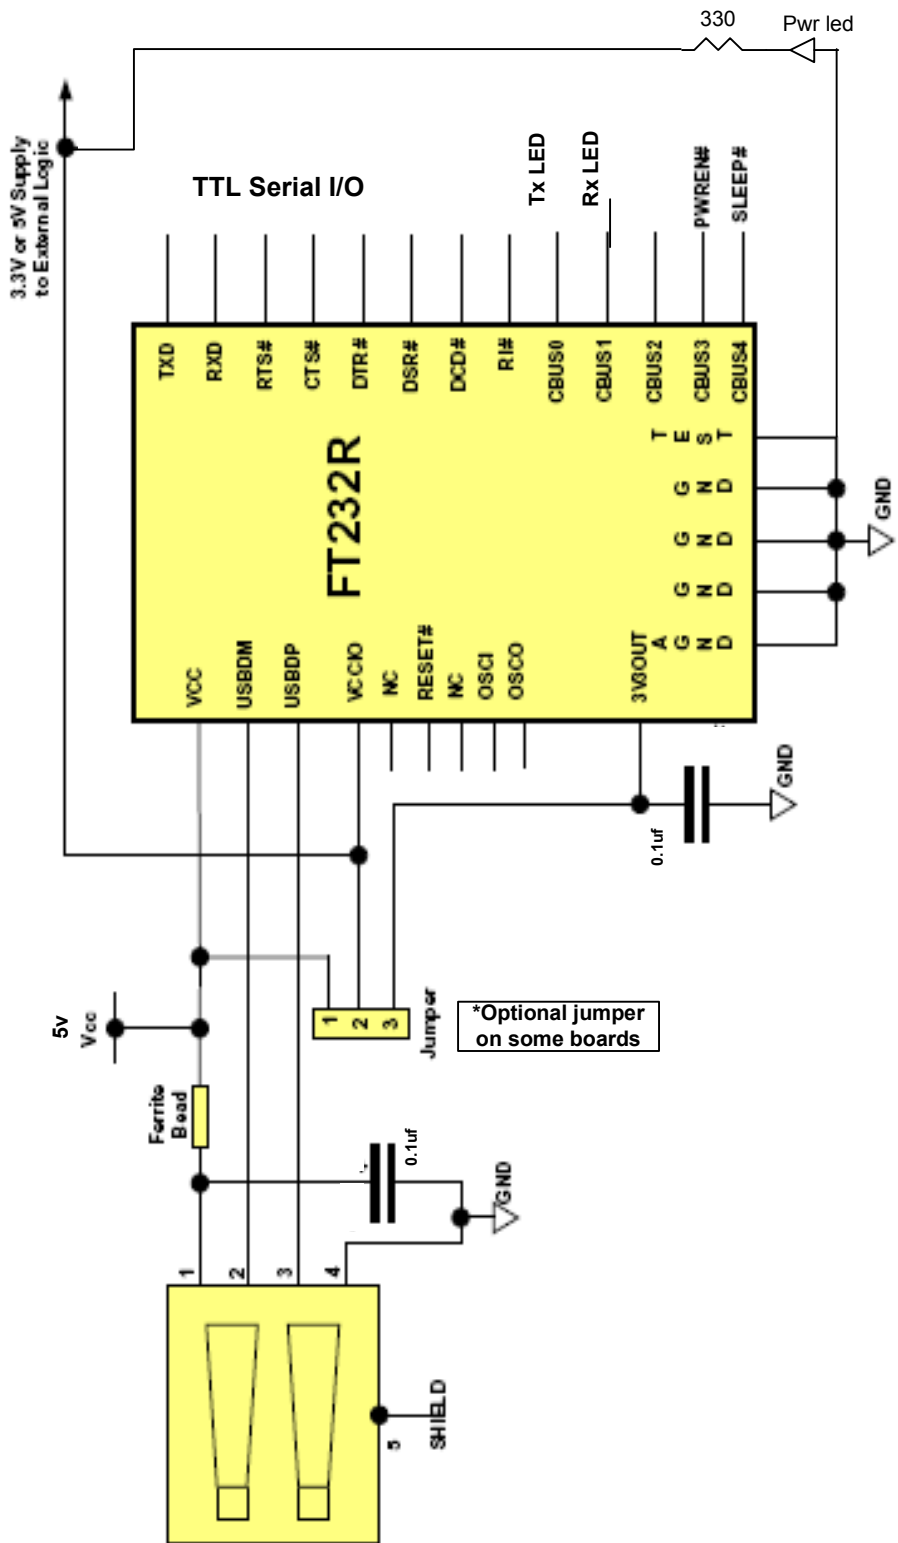 330
Pwr led
3.3V or 5V Supply
to External Logic
TTL Serial I/O
Tx LED
Rx LED
PWREN#
SLEEP#
TXD
RXD
RTS#
CTS#
DTR#
DSR#
DCD#
RI#
CBUS0
CBUS1
CBUS2
CBUS3
CBUS4
FT232R
TEST
GND
GND
GND
AGND
GND
VCC
USBDM
USBDP
VCCIO
NC
RESET#
NC
OSCI
OSCO
3V3OUT
0.1uf
GND
5v
Vcc
1
2
3
Jumper
*Optional jumper
on some boards
Ferrite
Bead
0.1uf
GND
1
2
3
4
5
SHIELD